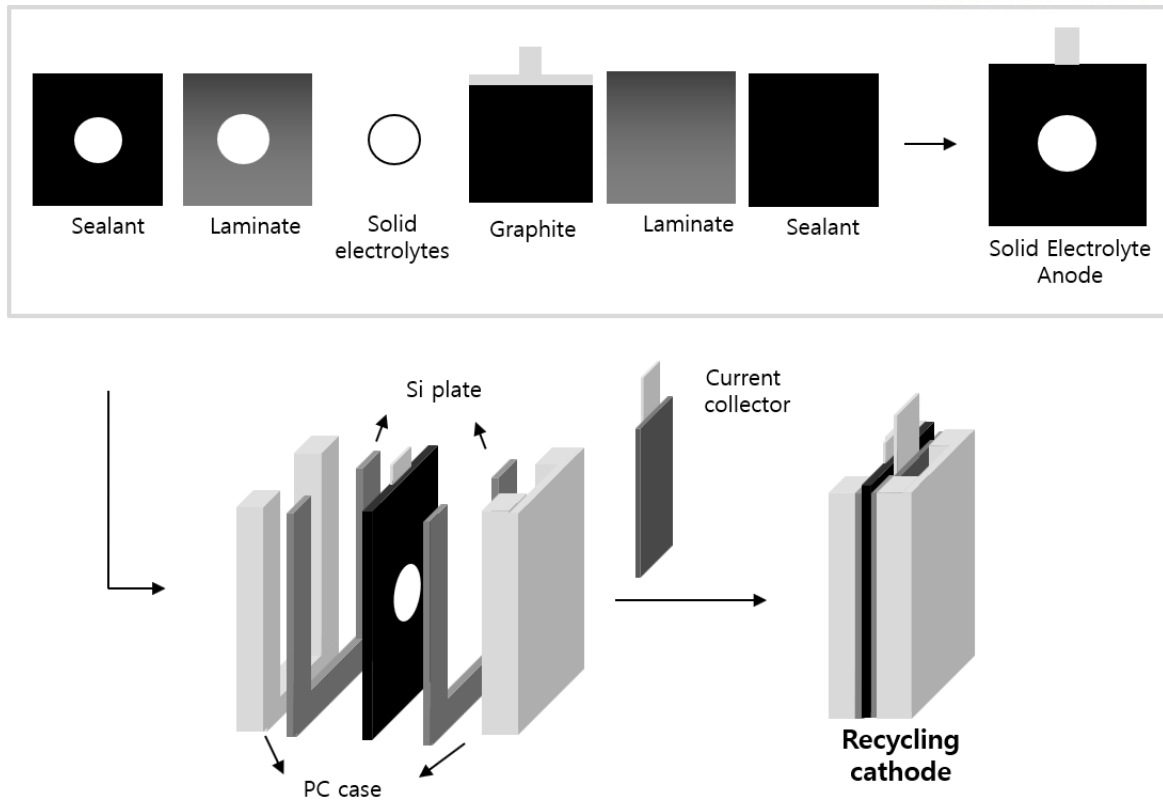 Sealant
Laminate
Solid
electrolytes
Graphite
Laminate
Sealant
Solid Electrolyte
Anode
Si plate
Current
collector
PC case
Recycling
cathode